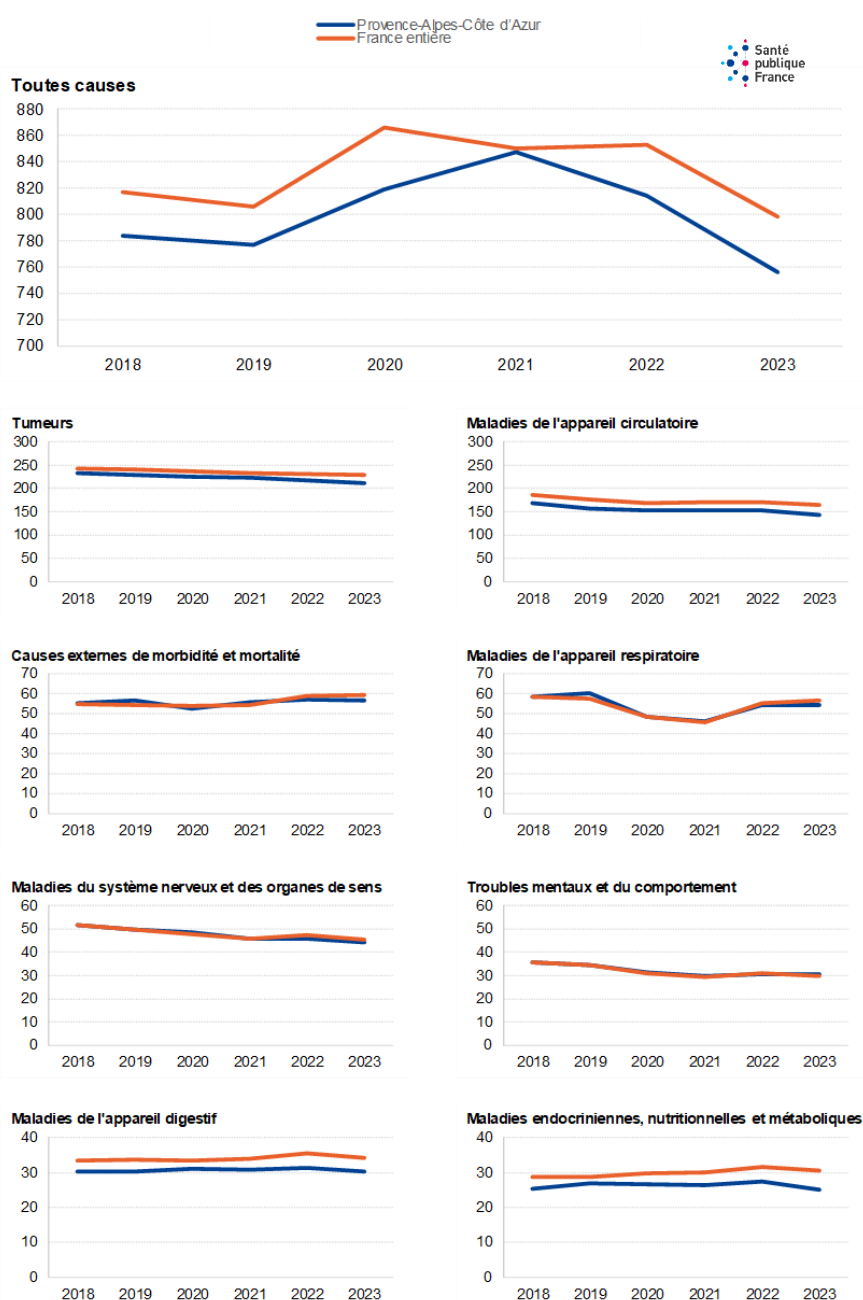 Provence-Alpes-Côte d'Azur
France entière
Santé
publique
France
Toutes causes
880
860
840
820
800
780
760
740
720
700
2018 2019 2020 2021 2022 2023
Tumeurs
300
250
200
150
100
50
0
2018 2019 2020 2021 2022 2023
Maladies de l'appareil circulatoire
300
250
200
150
100
50
0
2018 2019 2020 2021 2022 2023
Causes externes de morbidité et mortalité
70
60
50
40
30
20
10
0
2018 2019 2020 2021 2022 2023
Maladies de l'appareil respiratoire
70
60
50
40
30
20
10
0
2018 2019 2020 2021 2022 2023
Maladies du système nerveux et des organes de sens
60
50
40
30
20
10
0
2018 2019 2020 2021 2022 2023
Troubles mentaux et du comportement
60
50
40
30
20
10
0
2018 2019 2020 2021 2022 2023
Maladies de l'appareil digestif
40
30
20
10
0
2018 2019 2020 2021 2022 2023
Maladies endocriniennes, nutritionnelles et métaboliques
40
30
20
10
0
2018 2019 2020 2021 2022 2023